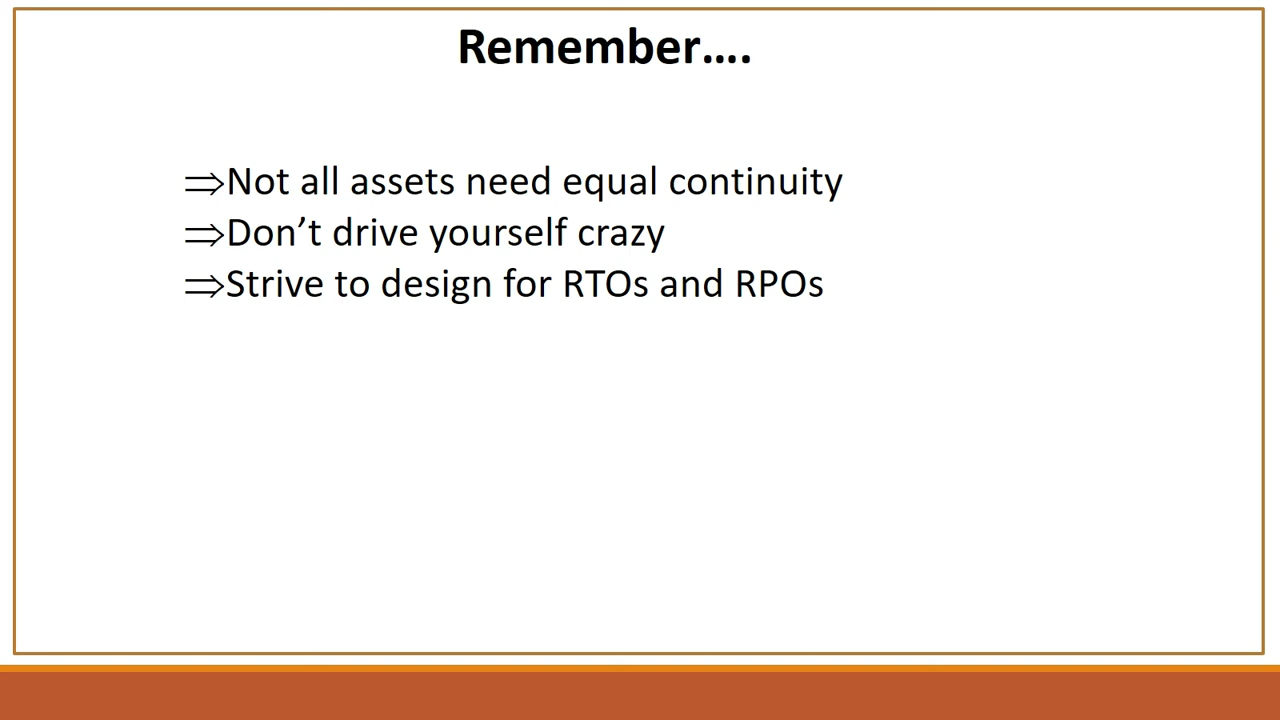 Remember....
⇒Not all assets need equal continuity
⇒Don’t drive yourself crazy
⇒Strive to design for RTOs and RPOs